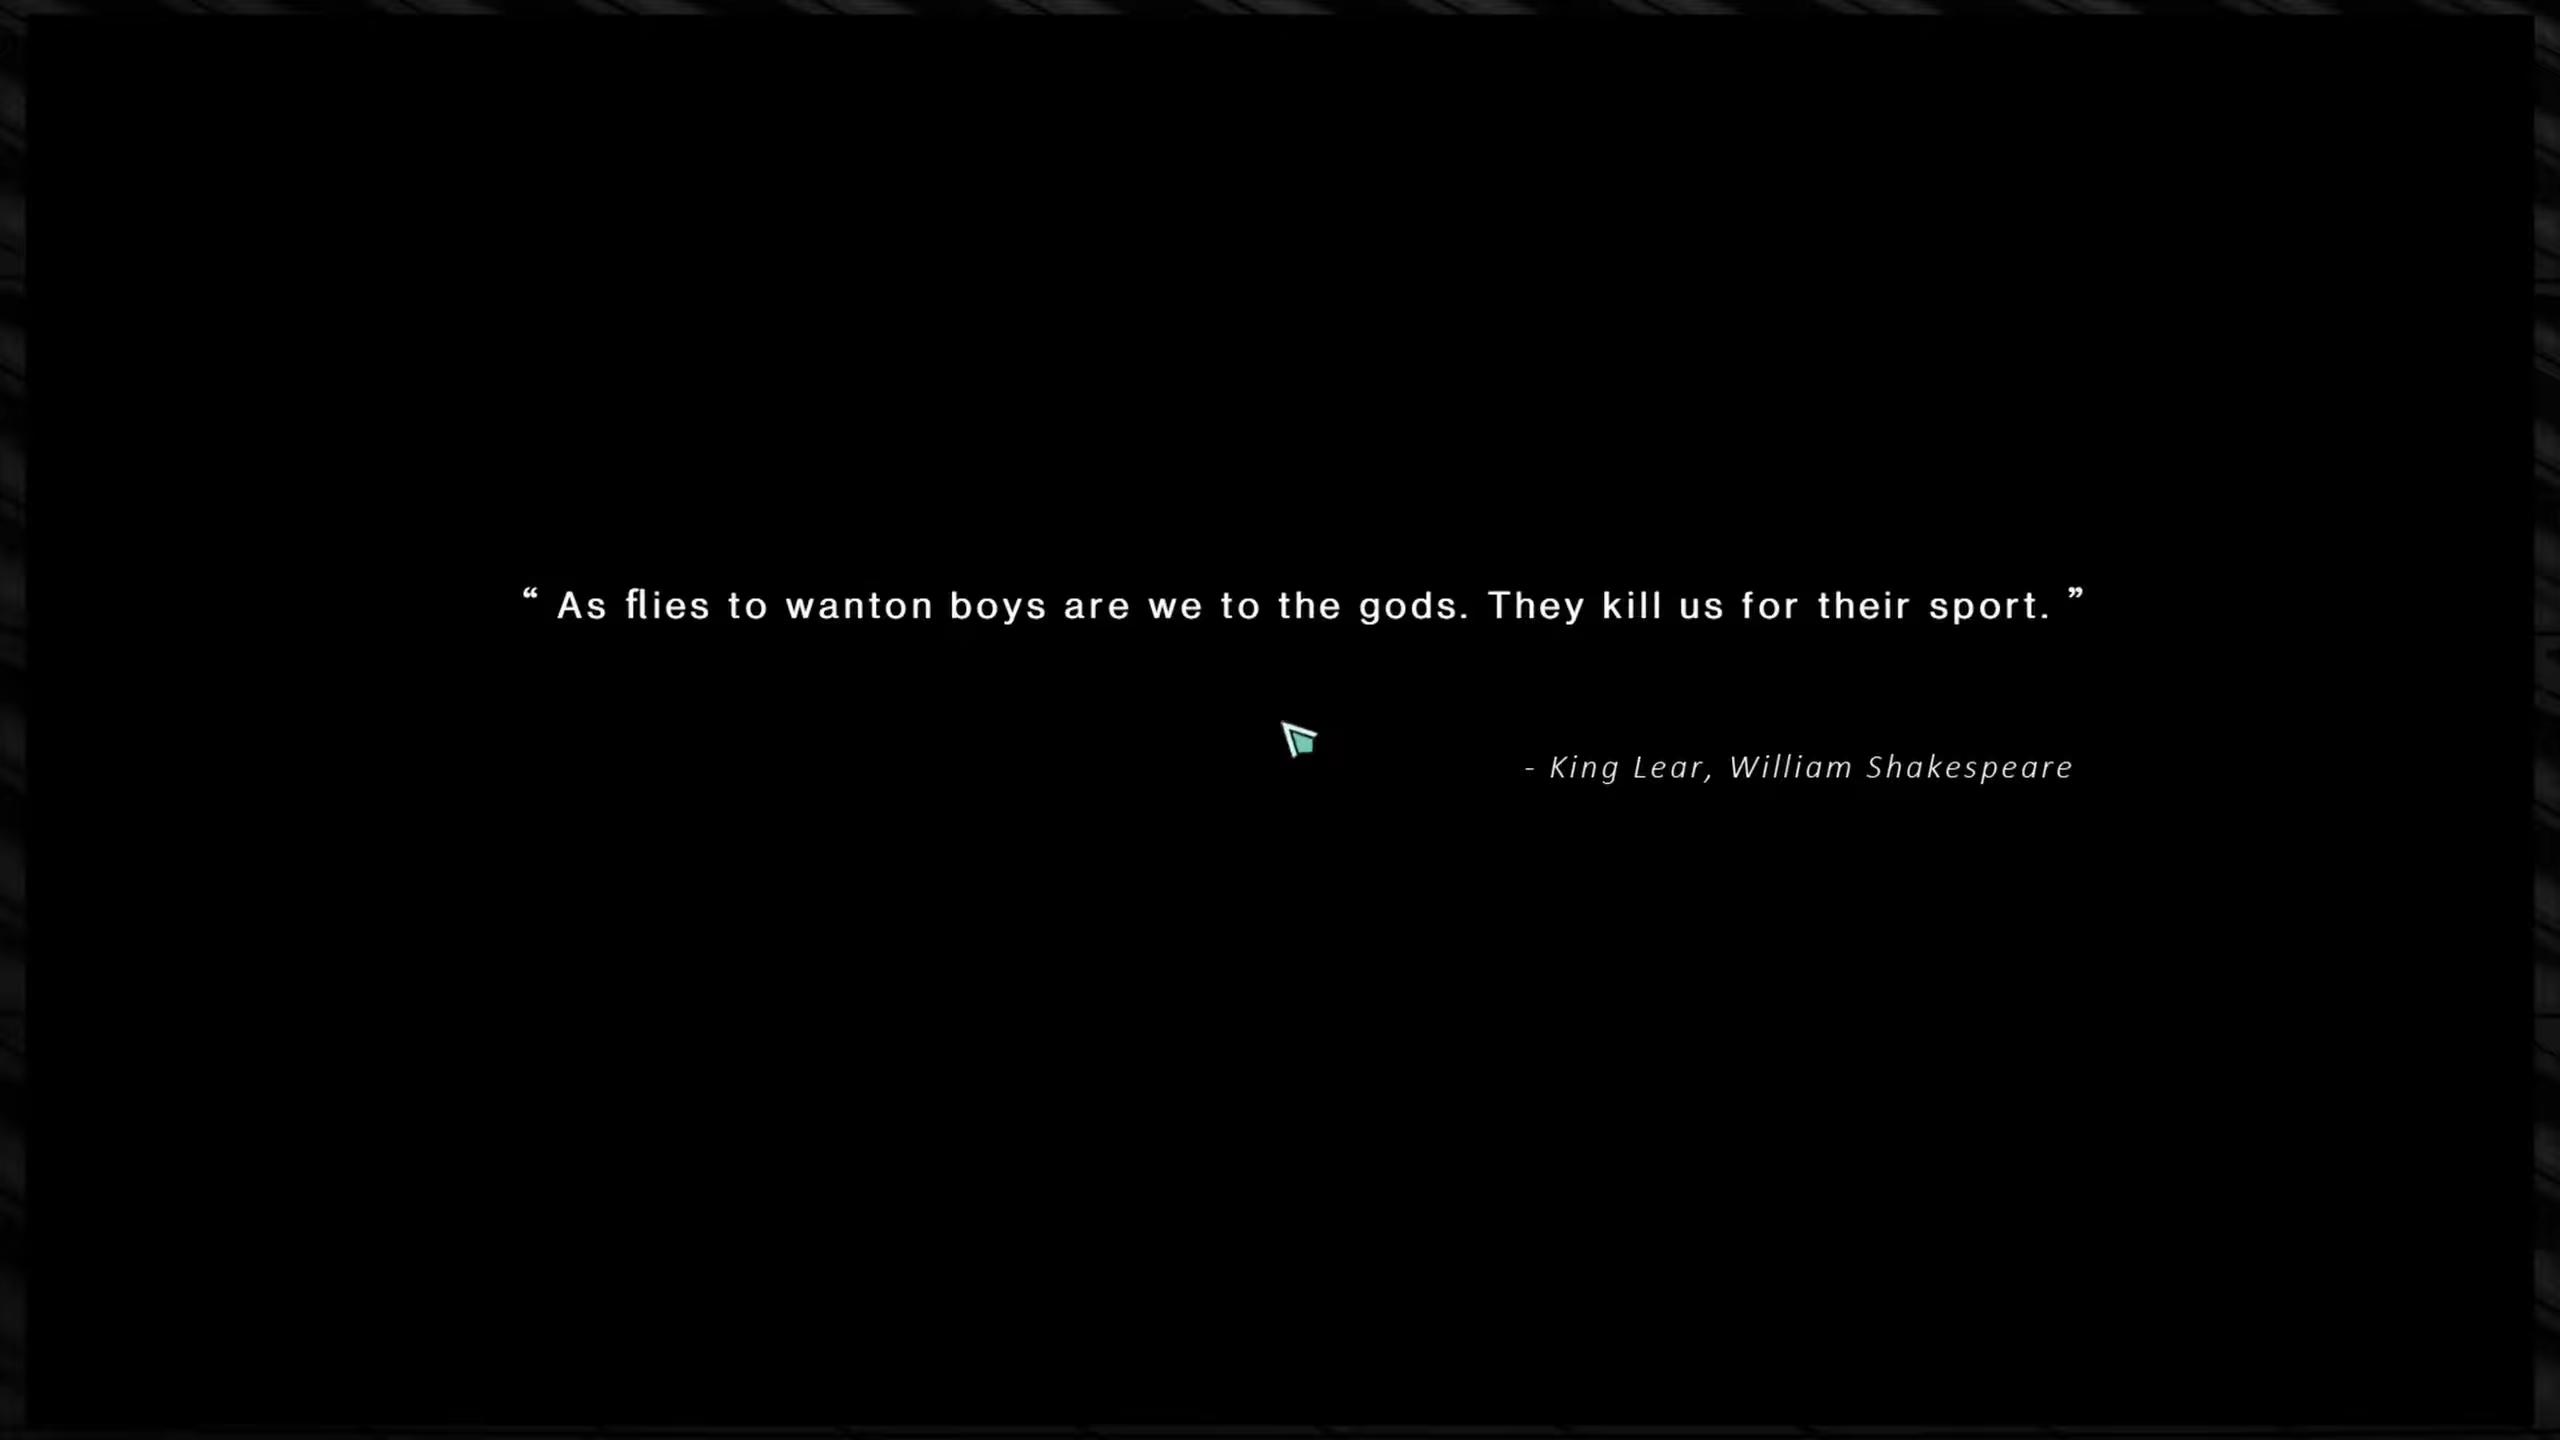 “ As flies to wanton boys are we to the gods. They kill us for their sport. ”
- King Lear, William Shakespeare